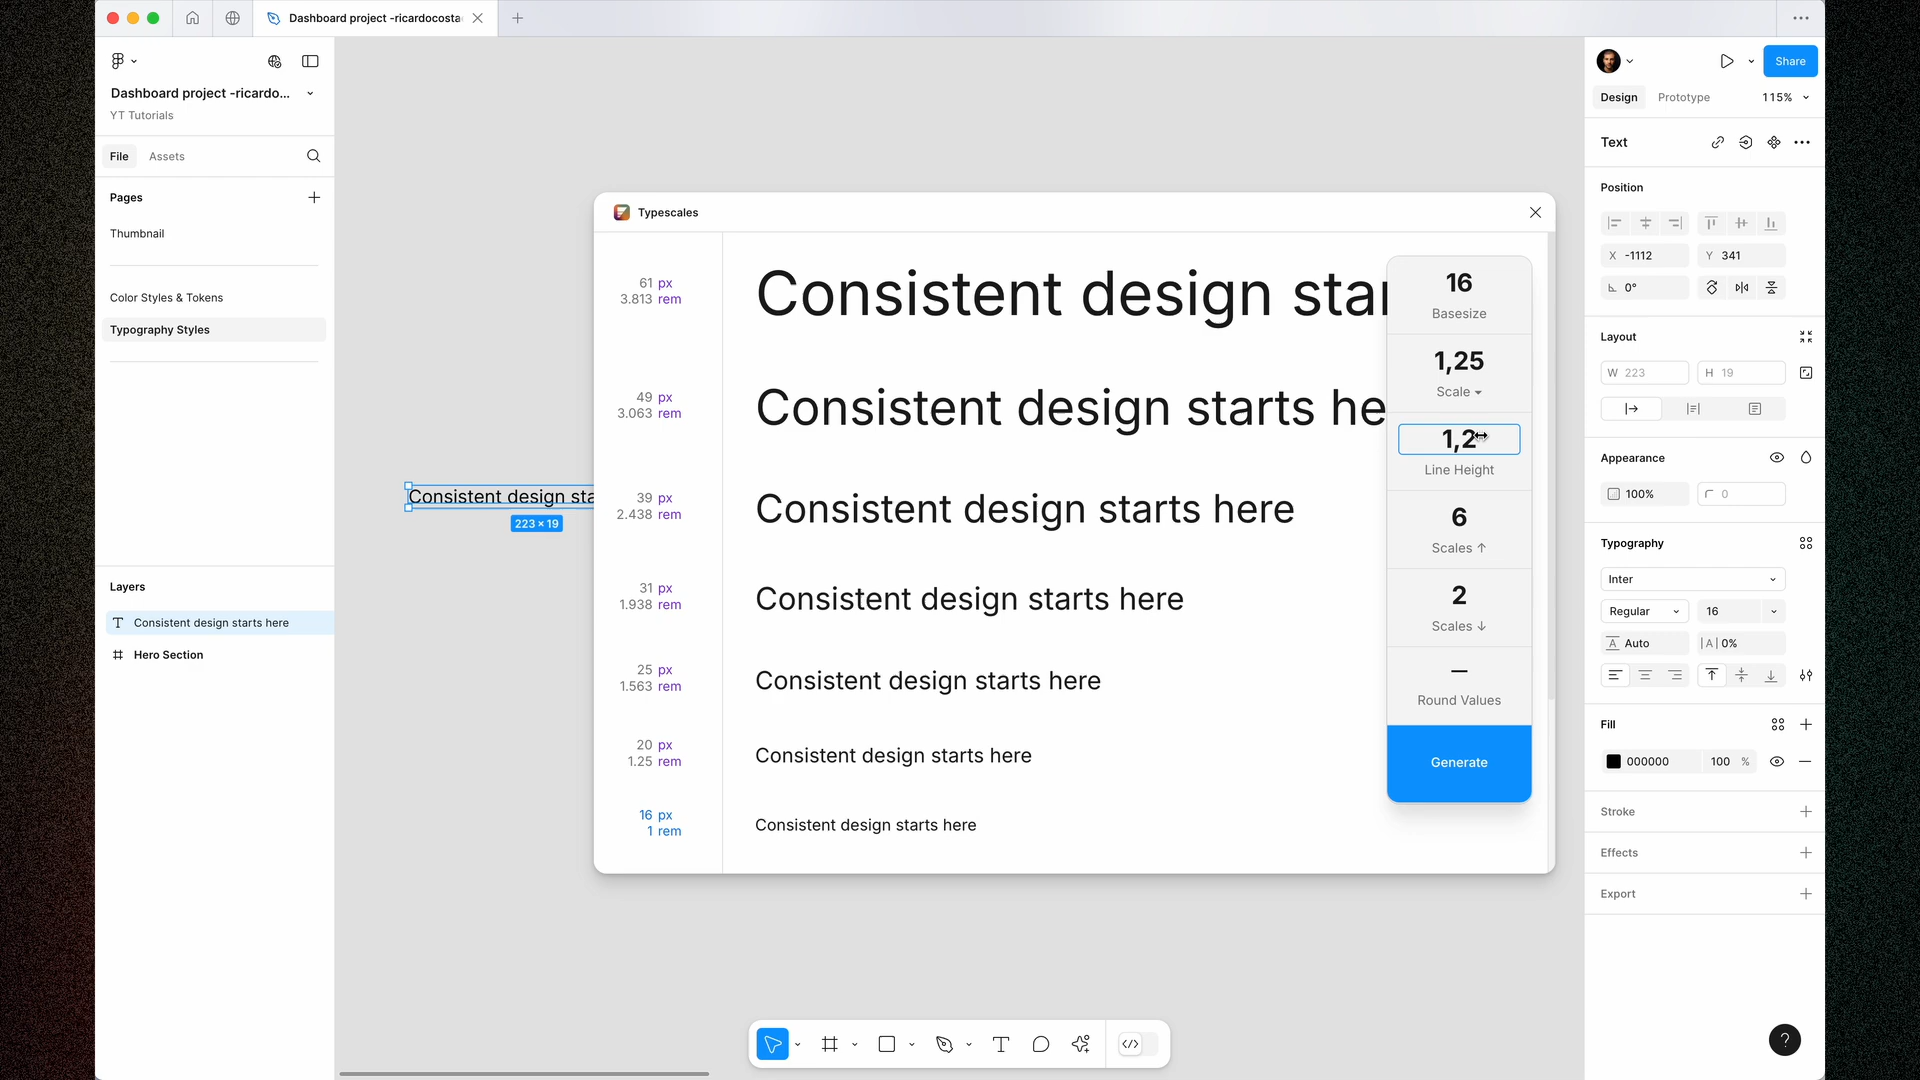 Dashboard project -ricardocosta
Dashboard project -ricardo...
YT Tutorials
File
Assets
Pages
Thumbnail
Color Styles & Tokens
Typography Styles
Layers
Consistent design starts here
Hero Section
Consistent design sta
223 × 19
Typescales
61 px
3.813 rem
Consistent design star
49 px
3.063 rem
Consistent design starts he
39 px
2.438 rem
Consistent design starts here
31 px
1.938 rem
Consistent design starts here
25 px
1.563 rem
Consistent design starts here
20 px
1.25 rem
Consistent design starts here
16 px
1 rem
Consistent design starts here
16
Basesize
1,25
Scale
1,2
Line Height
6
Scales ↑
2
Scales ↓
—
Round Values
Generate
Share
Design
Prototype
115%
Text
Position
X -1112
Y 341
0°
Layout
W 223
H 19
Appearance
100%
0
Typography
Inter
Regular
16
Auto
|A| 0%
Fill
000000
100 %
Stroke
Effects
Export
?